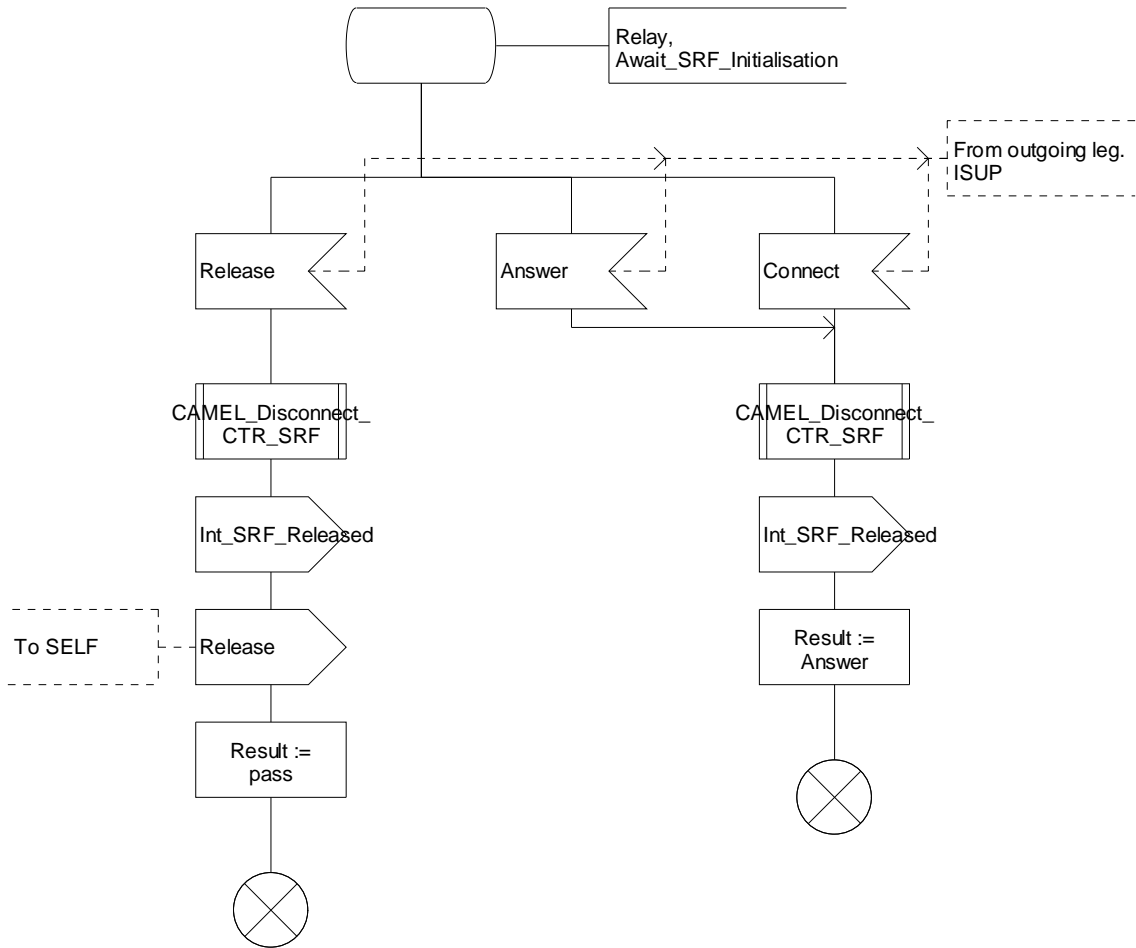 Relay,
Await_SRF_Initialisation
From outgoing leg.
ISUP
Release
Answer
Connect
CAMEL_Disconnect_
CTR_SRF
CAMEL_Disconnect_
CTR_SRF
Int_SRF_Released
Int_SRF_Released
To SELF
Release
Result :=
Answer
Result :=
pass